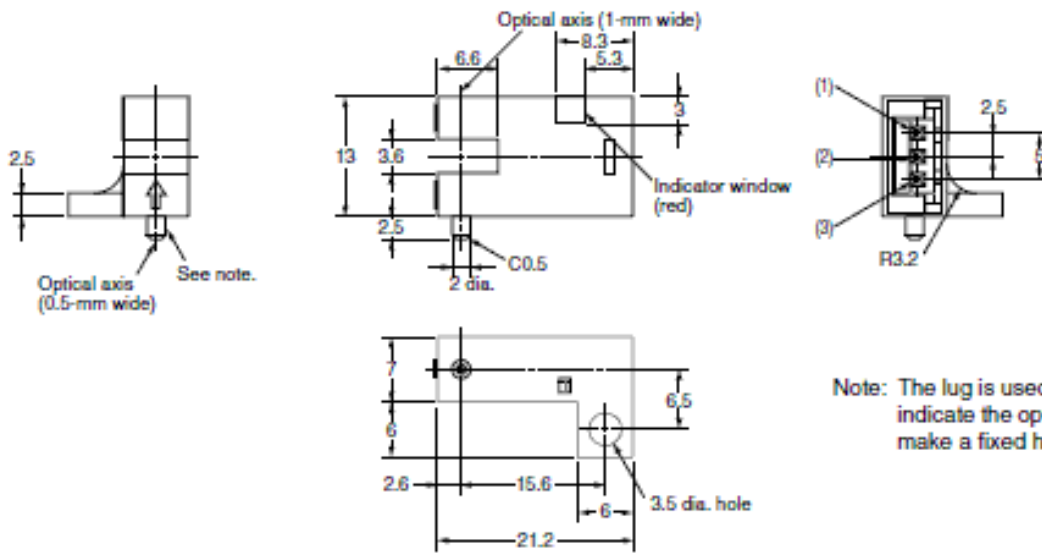 Optical axis (1-mm wide)
8.3
6.6
5.3
(1)
3
2.5
13
3.6
2.5
(2)
5
Indicator window
(red)
2.5
(3)
See note.
C0.5
R3.2
Optical axis
(0.5-mm wide)
2 dia.
7
6.5
Note: The lug is used
indicate the op
6
make a fixed h
2.6
15.6
3.5 dia. hole
6
21.2